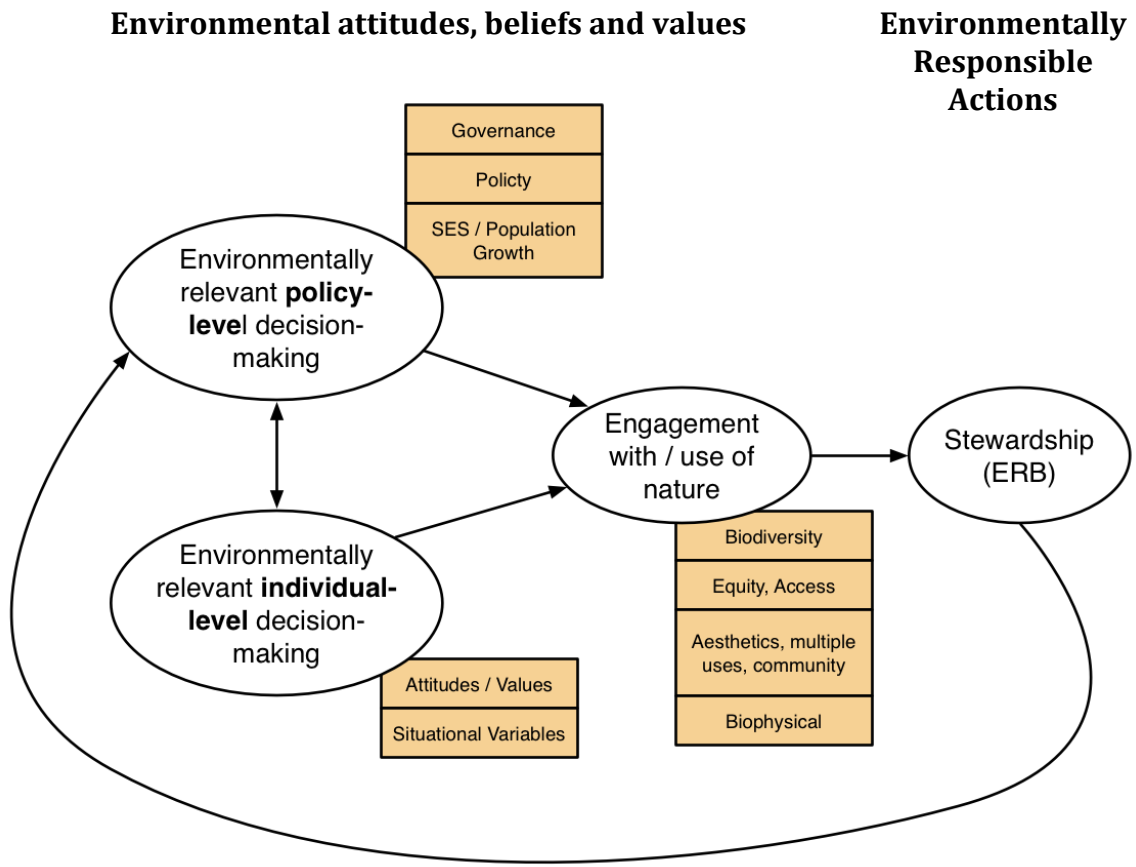 Environmental attitudes, beliefs and values
Environmentally
Responsible
Actions
Governance
Policty
SES / Population
Growth
Environmentally
relevant policy-
level decision-
making
Engagement
with / use of
nature
Stewardship
(ERB)
Biodiversity
Equity, Access
Aesthetics, multiple
uses, community
Biophysical
Environmentally
relevant individual-
level decision-
making
Attitudes / Values
Situational Variables